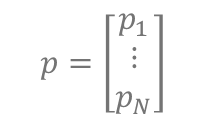 p = [p₁
⋮
p_N]